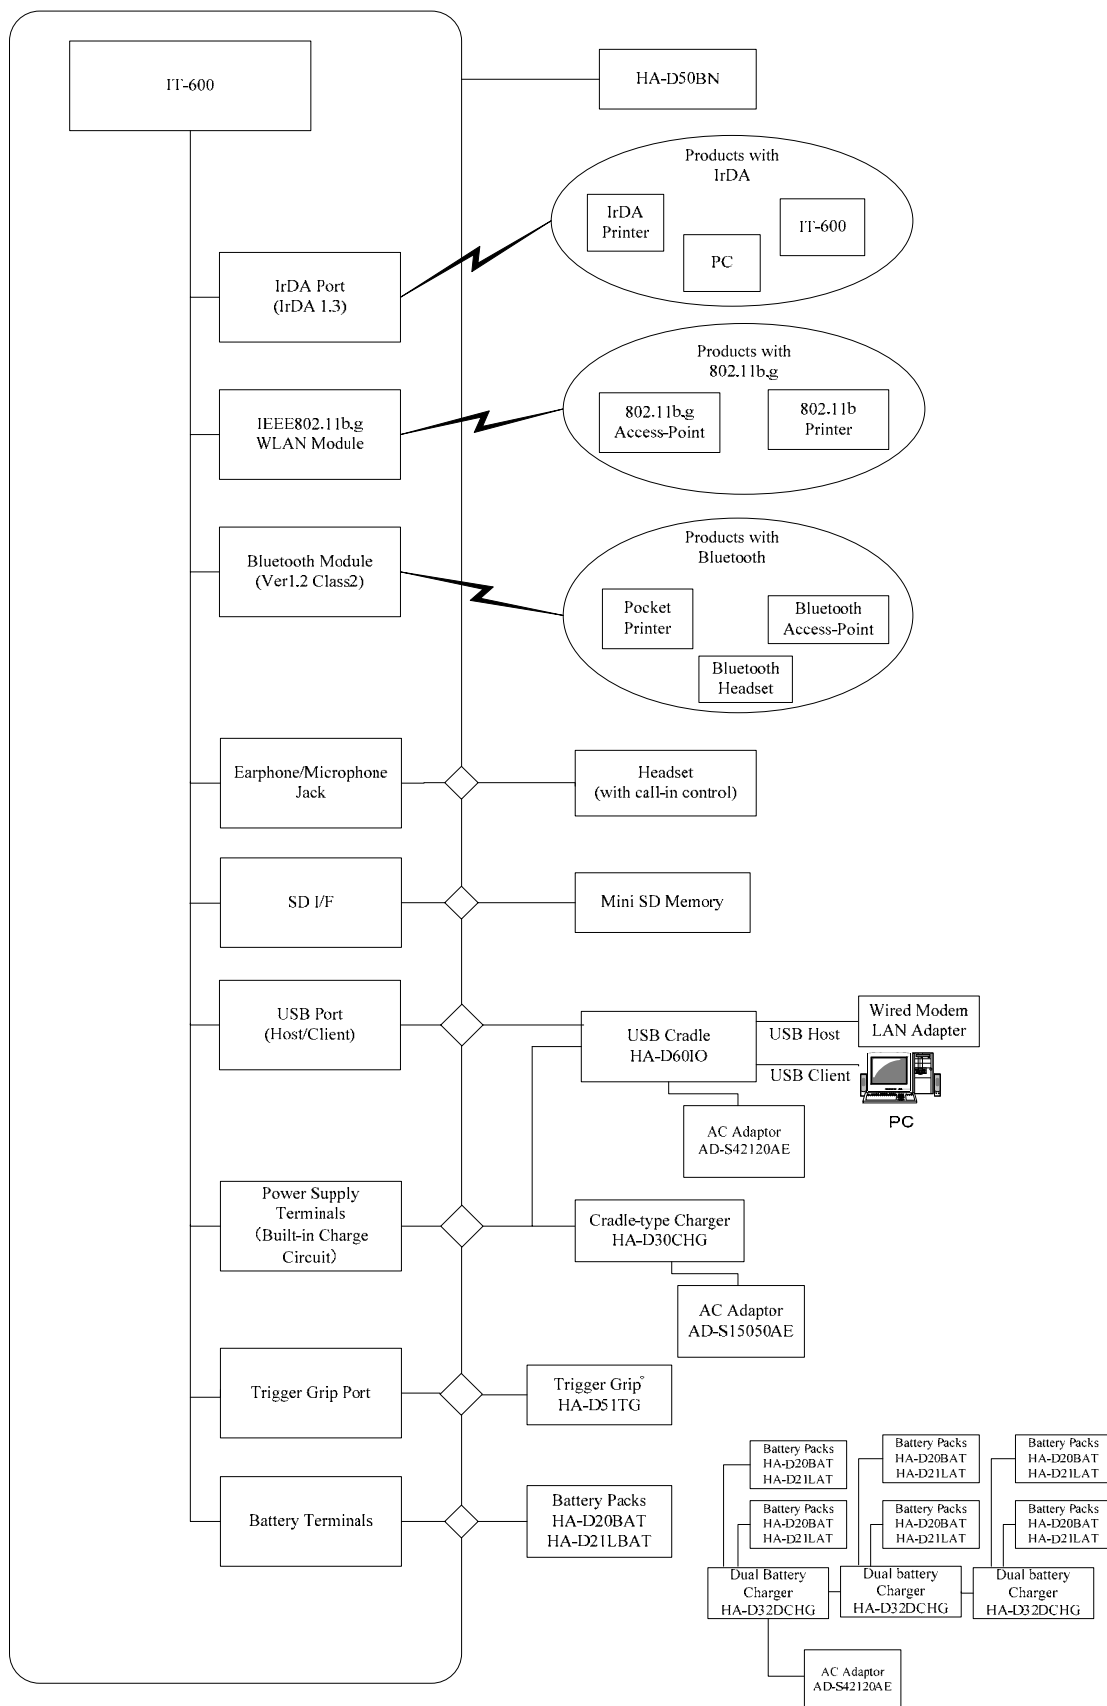 IT-600
HA-D50BN
Products with
IrDA
IrDA
Printer
PC
IT-600
IrDA Port
(IrDA 1.3)
Products with
802.11b,g
802.11b,g
Access-Point
802.11b
Printer
IEEE802.11b,g
WLAN Module
Products with
Bluetooth
Pocket
Printer
Bluetooth
Access-Point
Bluetooth
Headset
Bluetooth Module
(Ver1.2 Class2)
Earphone/Microphone
Jack
Headset
(with call-in control)
SD I/F
Mini SD Memory
USB Port
(Host/Client)
USB Cradle
HA-D60IO
USB Host
Wired Modem
LAN Adapter
USB Client
PC
AC Adaptor
AD-S42120AE
Power Supply
Terminals
(Built-in Charge
Circuit)
Cradle-type Charger
HA-D30CHG
AC Adaptor
AD-S15050AE
Trigger Grip Port
Trigger Grip°
HA-D51TG
Battery Terminals
Battery Packs
HA-D20BAT
HA-D21LBAT
Battery Packs
HA-D20BAT
HA-D21LAT
Battery Packs
HA-D20BAT
HA-D21LAT
Battery Packs
HA-D20BAT
HA-D21LAT
Battery Packs
HA-D20BAT
HA-D21LAT
Battery Packs
HA-D20BAT
HA-D21LAT
Battery Packs
HA-D20BAT
HA-D21LAT
Dual Battery
Charger
HA-D32DCHG
Dual battery
Charger
HA-D32DCHG
Dual battery
Charger
HA-D32DCHG
AC Adaptor
AD-S42120AE